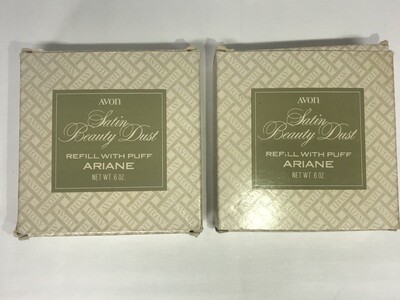 AVON
Satin
Beauty Dust
REFILL WITH PUFF
ARIANE
NET WT 6 OZ
AVON
Satin
Beauty Dust
REFILL WITH PUFF
ARIANE
NET WT 6 OZ